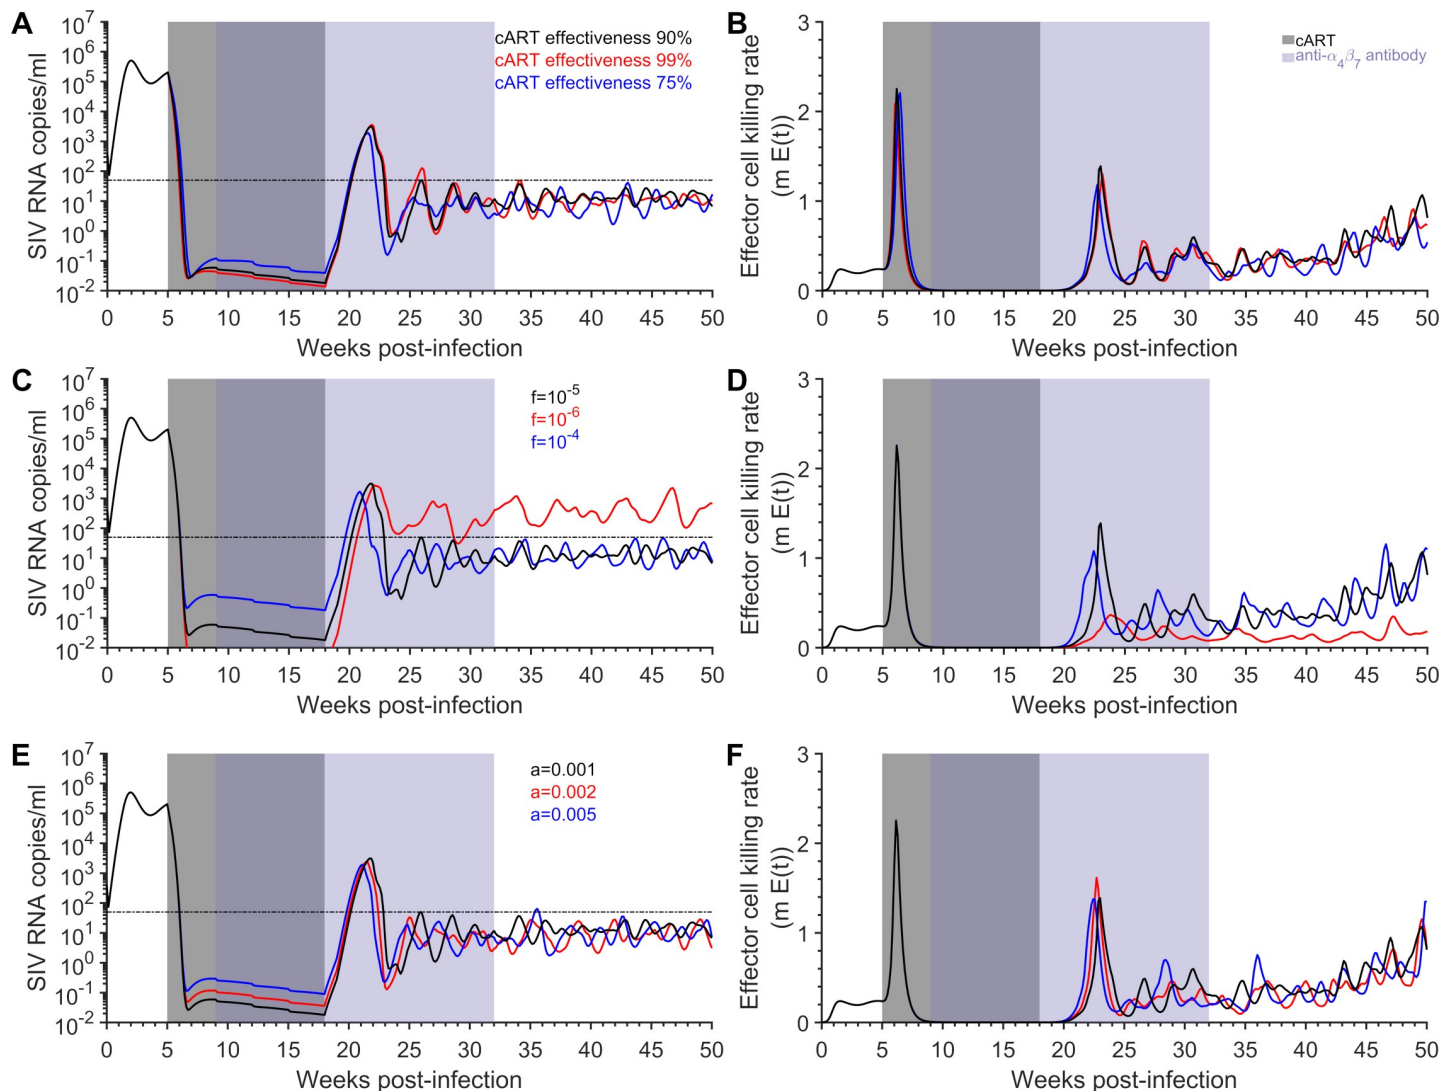 A
SIV RNA copies/ml
10^7
10^6
10^5
10^4
10^3
10^2
10^1
10^0
10^-1
10^-2
cART effectiveness 90%
cART effectiveness 99%
cART effectiveness 75%
0 5 10 15 20 25 30 35 40 45 50
Weeks post-infection
B
Effector cell killing rate
(m E(t))
3
2
1
0
cART
anti-α4β7 antibody
0 5 10 15 20 25 30 35 40 45 50
Weeks post-infection
C
SIV RNA copies/ml
10^7
10^6
10^5
10^4
10^3
10^2
10^1
10^0
10^-1
10^-2
f=10^-5
f=10^-6
f=10^-4
0 5 10 15 20 25 30 35 40 45 50
Weeks post-infection
D
Effector cell killing rate
(m E(t))
3
2
1
0
0 5 10 15 20 25 30 35 40 45 50
Weeks post-infection
E
SIV RNA copies/ml
10^7
10^6
10^5
10^4
10^3
10^2
10^1
10^0
10^-1
10^-2
a=0.001
a=0.002
a=0.005
0 5 10 15 20 25 30 35 40 45 50
Weeks post-infection
F
Effector cell killing rate
(m E(t))
3
2
1
0
0 5 10 15 20 25 30 35 40 45 50
Weeks post-infection